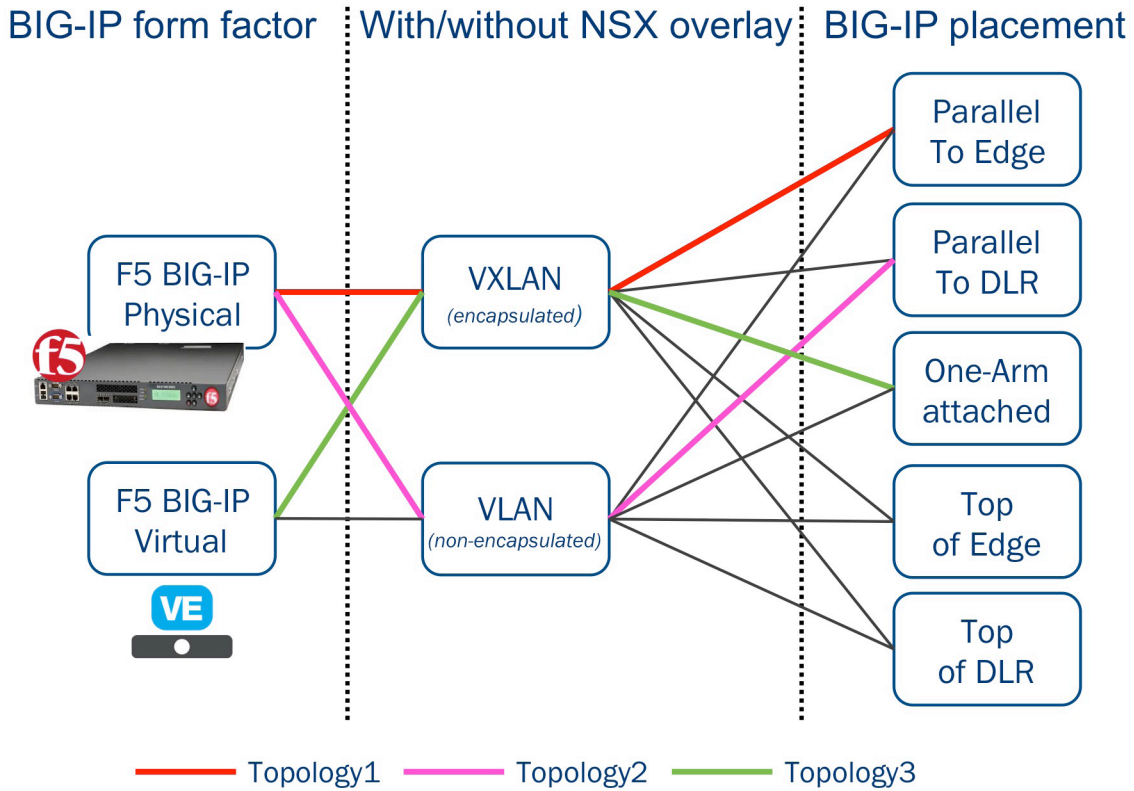 BIG-IP form factor
With/without NSX overlay
BIG-IP placement
F5 BIG-IP
Physical
f5
f5
F5 BIG-IP
Virtual
VE
VXLAN
(encapsulated)
VLAN
(non-encapsulated)
Parallel
To Edge
Parallel
To DLR
One-Arm
attached
Top
of Edge
Top
of DLR
Topology1
Topology2
Topology3